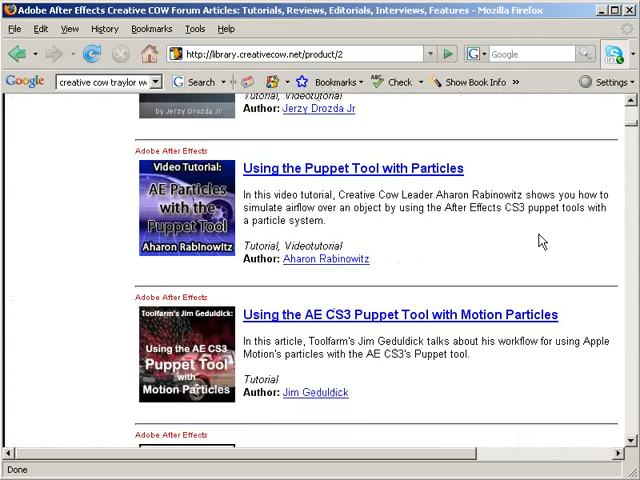 Adobe After Effects Creative COW Forum Articles: Tutorials, Reviews, Editorials, Interviews, Features - Mozilla Firefox
File Edit View History Bookmarks Tools Help
http://library.creativecow.net/product/2
Google
Google creative cow traylor w Search Bookmarks Check Show Book Info » Settings
by Jerzy Drozda Jr
Tutorial, Videotutorial
Author: Jerzy Drozda Jr
Adobe After Effects
Video Tutorial:
AE Particles
with the
Puppet Tool
Aharon Rabinowitz
Using the Puppet Tool with Particles
In this video tutorial, Creative Cow Leader Aharon Rabinowitz shows you how to
simulate airflow over an object by using the After Effects CS3 puppet tools with
a particle system.
Tutorial, Videotutorial
Author: Aharon Rabinowitz
Adobe After Effects
Toolfarm's Jim Geduldick:
Using the AE CS3
Puppet Tool
with
Motion Particles
Using the AE CS3 Puppet Tool with Motion Particles
In this article, Toolfarm's Jim Geduldick talks about his workflow for using Apple
Motion's particles with the AE CS3's Puppet tool.
Tutorial
Author: Jim Geduldick
Adobe After Effects
Done